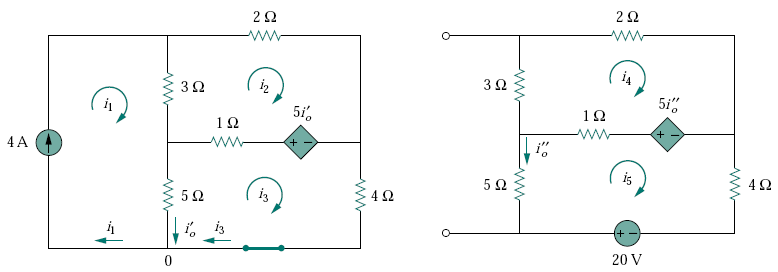 2 Ω
3 Ω
i₁
i₂
1 Ω
5i′ₒ
+ −
4 A
5 Ω
i₃
4 Ω
i₁
i′ₒ
i₃
0
2 Ω
3 Ω
i₄
1 Ω
5i″ₒ
+ −
i″ₒ
5 Ω
i₅
4 Ω
+ −
20 V